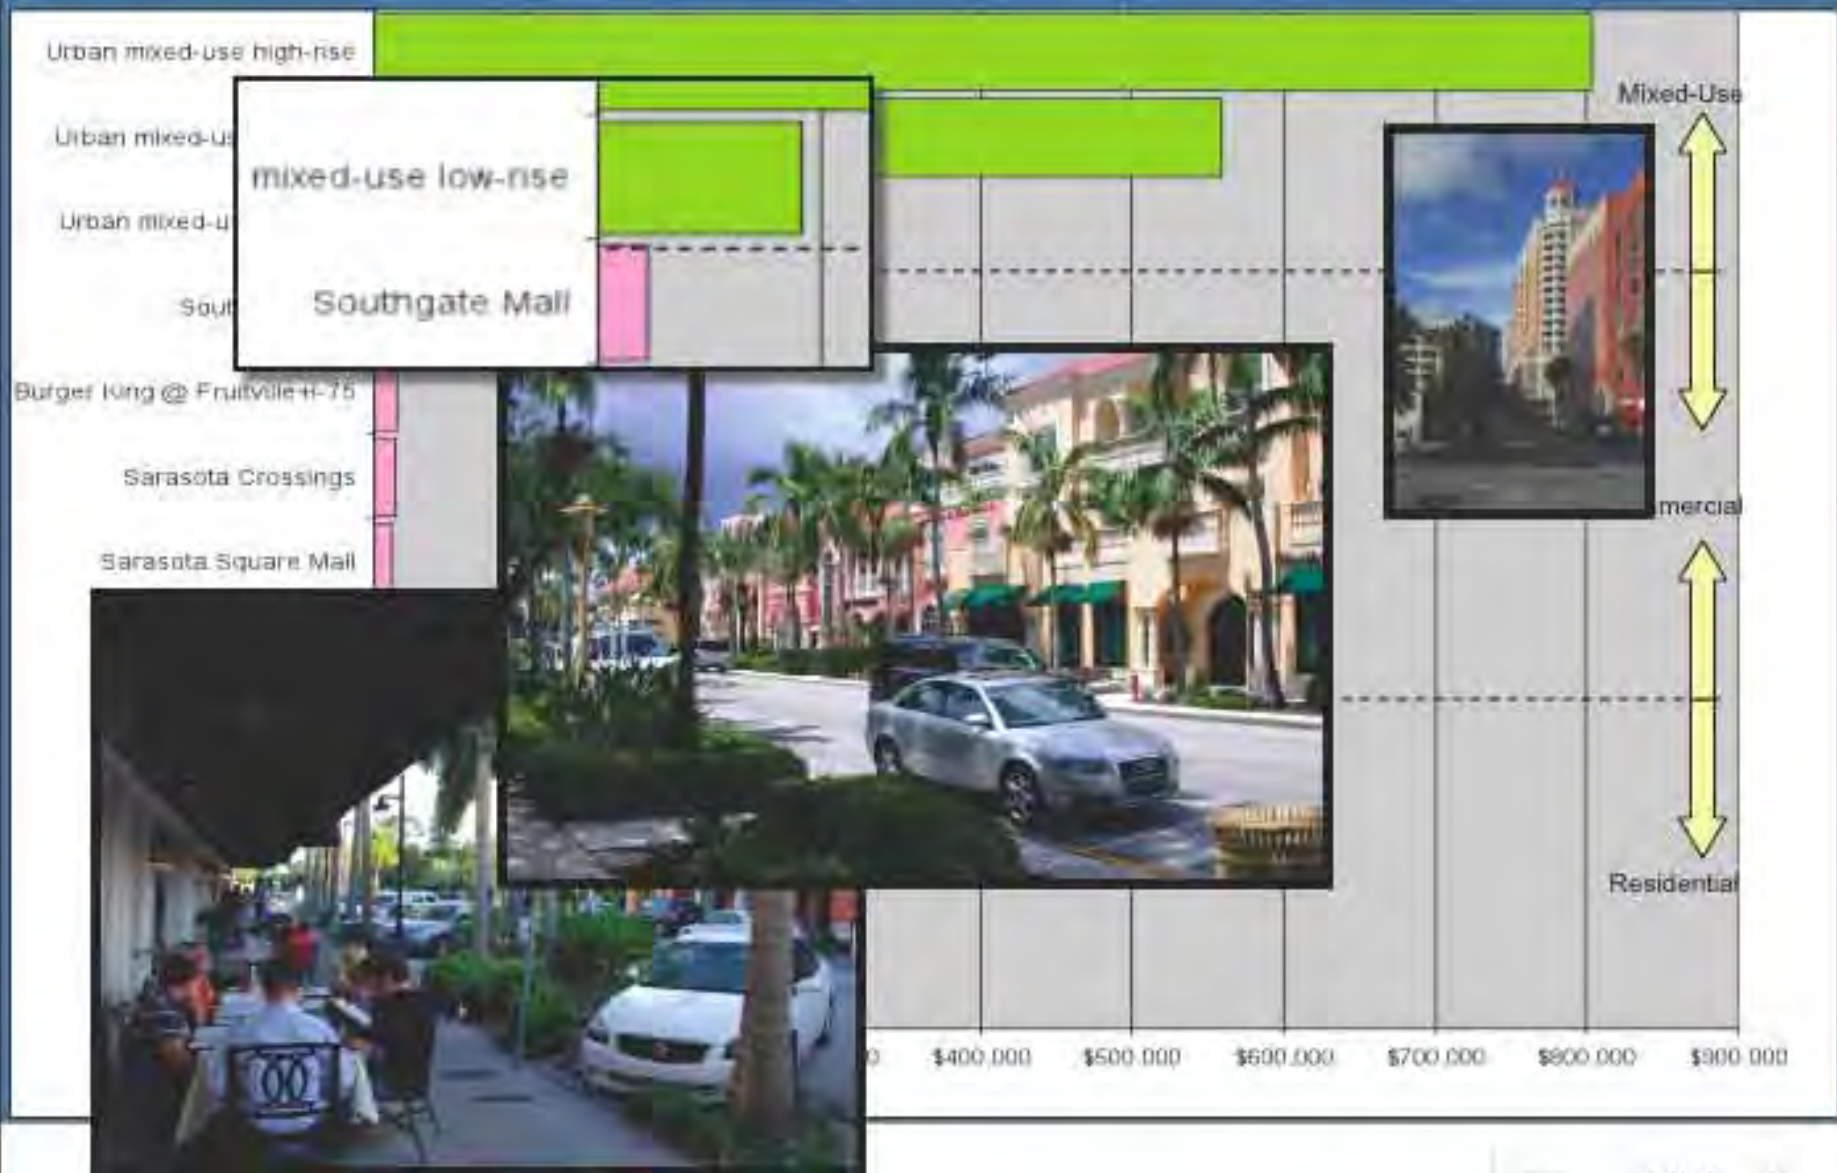 Urban mixed-use high-rise
Mixed-Use
Urban mixed-us
mixed-use low-rise
Urban mixed-u
Southgate Mall
Sout
Burger King @ Fruitville+I-75
Sarasota Crossings
mercial
Sarasota Square Mall
Residential
0 $400,000 $500,000 $600,000 $700,000 $800,000 $900,000